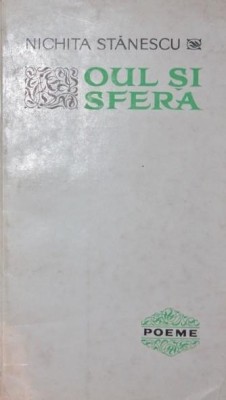 NICHITA STĂNESCU
OUL ȘI
SFERA
POEME